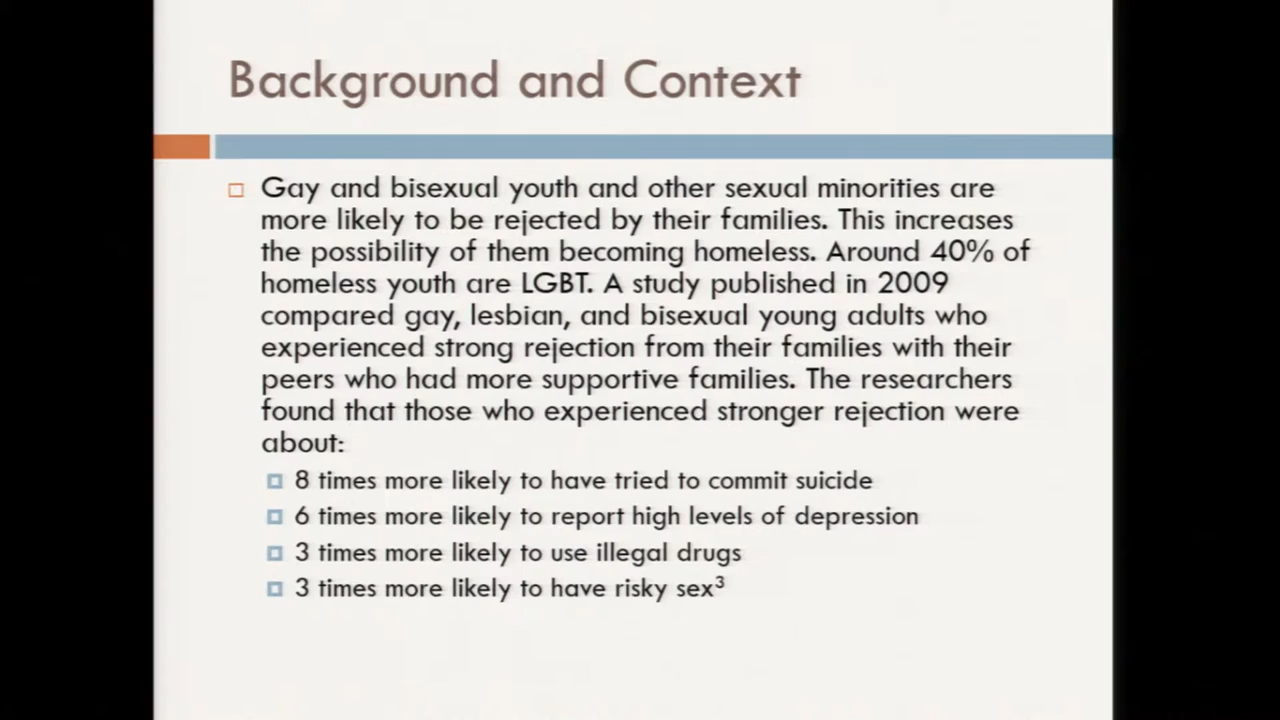 Background and Context
Gay and bisexual youth and other sexual minorities are
more likely to be rejected by their families. This increases
the possibility of them becoming homeless. Around 40% of
homeless youth are LGBT. A study published in 2009
compared gay, lesbian, and bisexual young adults who
experienced strong rejection from their families with their
peers who had more supportive families. The researchers
found that those who experienced stronger rejection were
about:
8 times more likely to have tried to commit suicide
6 times more likely to report high levels of depression
3 times more likely to use illegal drugs
3 times more likely to have risky sex³